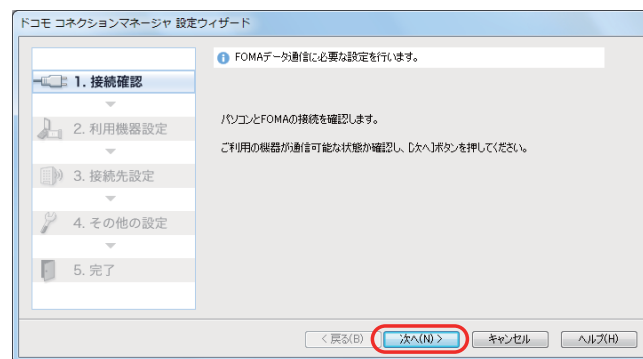 ドコモ コネクションマネージャ 設定ウィザード
FOMAデータ通信に必要な設定を行います。
1. 接続確認
パソコンとFOMAの接続を確認します。
2. 利用機器設定
ご利用の機器が通信可能な状態か確認し、[次へ]ボタンを押してください。
3. 接続先設定
4. その他の設定
5. 完了
< 戻る(B)
次へ(N) >
キャンセル
ヘルプ(H)